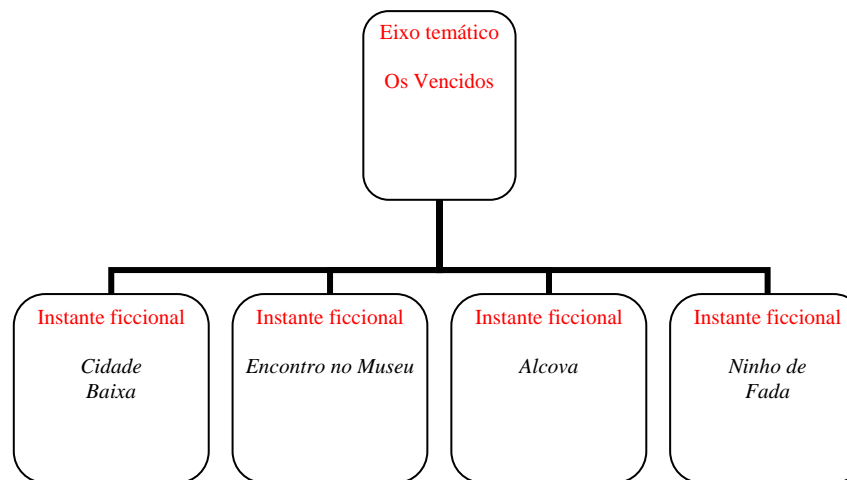 Eixo temático
Os Vencidos
Instante ficcional
Cidade
Baixa
Instante ficcional
Encontro no Museu
Instante ficcional
Alcova
Instante ficcional
Ninho de
Fada